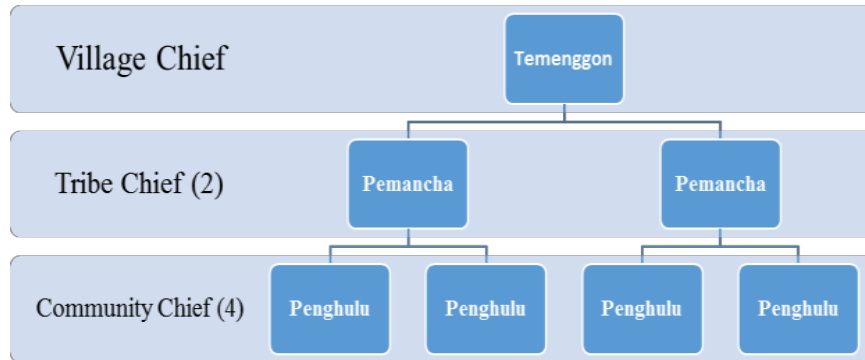 Village Chief
Temenggon
Tribe Chief (2)
Pemancha
Pemancha
Community Chief (4)
Penghulu
Penghulu
Penghulu
Penghulu